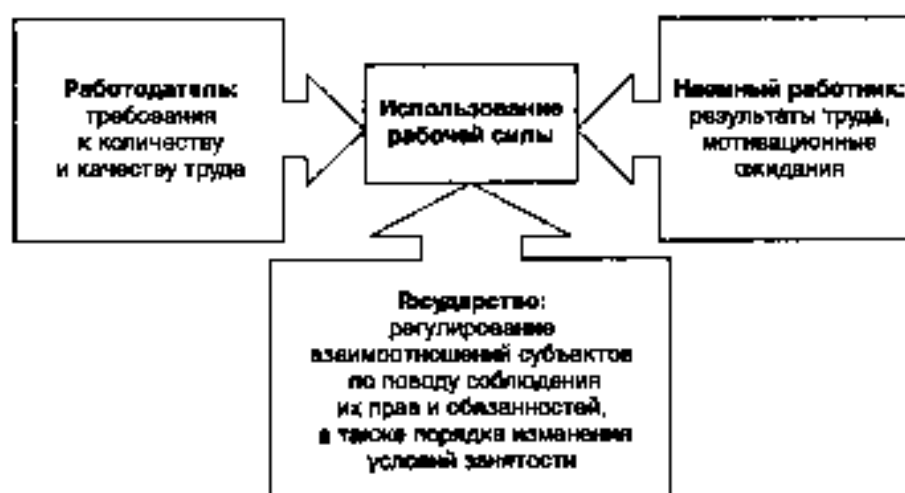 Работодатель:
требования
к количеству
и качеству труда
Использование
рабочей силы
Наемный работник:
результаты труда,
мотивационные
ожидания
Государство:
регулирование
взаимоотношений субъектов
по поводу соблюдения
их прав и обязанностей,
а также порядка изменения
условий занятости